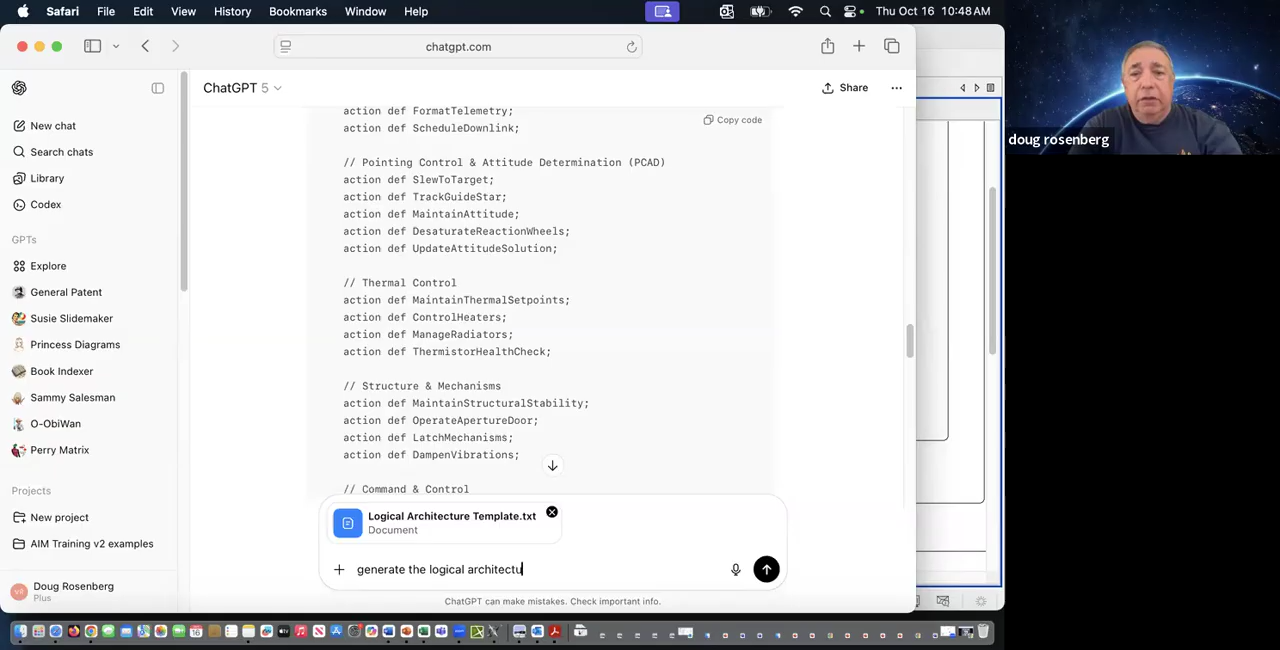 Safari File Edit View History Bookmarks Window Help Thu Oct 16 10:48 AM
chatgpt.com
ChatGPT 5
Share
New chat
Search chats
Library
Codex
GPTs
Explore
General Patent
Susie Slidemaker
Princess Diagrams
Book Indexer
Sammy Salesman
O-ObiWan
Perry Matrix
Projects
New project
AIM Training v2 examples
Doug Rosenberg
Plus
action def FormatTelemetry;
Copy code
action def ScheduleDownlink;
// Pointing Control & Attitude Determination (PCAD)
action def SlewToTarget;
action def TrackGuideStar;
action def MaintainAttitude;
action def DesaturateReactionWheels;
action def UpdateAttitudeSolution;
// Thermal Control
action def MaintainThermalSetpoints;
action def ControlHeaters;
action def ManageRadiators;
action def ThermistorHealthCheck;
// Structure & Mechanisms
action def MaintainStructuralStability;
action def OperateApertureDoor;
action def LatchMechanisms;
action def DampenVibrations;
// Command & Control
Logical Architecture Template.txt
Document
generate the logical architectu
ChatGPT can make mistakes. Check important info.
doug rosenberg